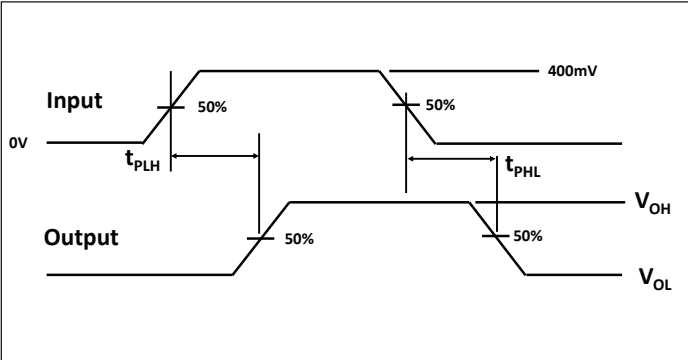 400mV
Input
50%
50%
0V
tPLH
tPHL
VOH
Output
50%
50%
VOL